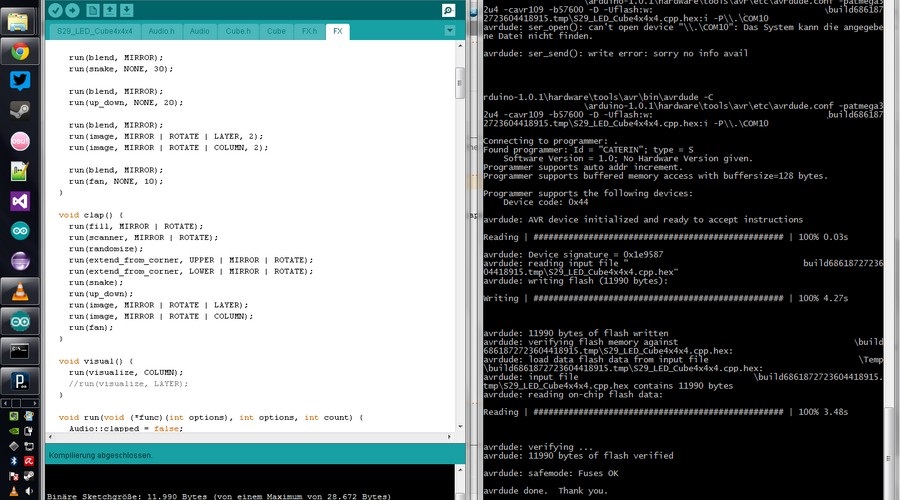 S29_LED_Cube4x4x4 Audio.h Audio Cube.h Cube FX.h FX
run(blend, MIRROR);
run(snake, NONE, 30);
run(blend, MIRROR);
run(up_down, NONE, 20);
run(blend, MIRROR);
run(image, MIRROR | ROTATE | LAYER, 2);
run(image, MIRROR | ROTATE | COLUMN, 2);
run(blend, MIRROR);
run(fan, NONE, 10);
}
void clap() {
run(fill, MIRROR | ROTATE);
run(scanner, MIRROR | ROTATE);
run(randomize);
run(extend_from_corner, UPPER | MIRROR | ROTATE);
run(extend_from_corner, LOWER | MIRROR | ROTATE);
run(snake);
run(up_down);
run(image, MIRROR | ROTATE | LAYER);
run(image, MIRROR | ROTATE | COLUMN);
run(fan);
}
void visual() {
run(visualize, COLUMN);
//run(visualize, LAYER);
}
void run(void (*func)(int options), int options, int count) {
Audio::clapped = false;
Kompilierung abgeschlossen.
Binäre Sketchgröße: 11.990 Bytes (von einem Maximum von 28.672 Bytes)
\arduino-1.0.1\hardware\tools\avr\etc\avrdude.conf -patmega3
2u4 -cavr109 -b57600 -D -Uflash:w: \build686187
2723604418915.tmp\S29_LED_Cube4x4x4.cpp.hex:i -P\\.\COM10
avrdude: ser_open(): can't open device "\\.\COM10": Das System kann die angegebe
ne Datei nicht finden.
avrdude: ser_send(): write error: sorry no info avail
rduino-1.0.1\hardware\tools\avr\bin\avrdude -C
\arduino-1.0.1\hardware\tools\avr\etc\avrdude.conf -patmega3
2u4 -cavr109 -b57600 -D -Uflash:w: build686187
2723604418915.tmp\S29_LED_Cube4x4x4.cpp.hex:i -P\\.\COM10
Connecting to programmer: .
Found programmer: Id = "CATERIN"; type = S
Software Version = 1.0; No Hardware Version given.
Programmer supports auto addr increment.
Programmer supports buffered memory access with buffersize=128 bytes.
Programmer supports the following devices:
Device code: 0x44
avrdude: AVR device initialized and ready to accept instructions
Reading | ################################################## | 100% 0.03s
avrdude: Device signature = 0x1e9587
avrdude: reading input file " build68618727236
04418915.tmp\S29_LED_Cube4x4x4.cpp.hex"
avrdude: writing flash (11990 bytes):
Writing | ################################################## | 100% 4.27s
avrdude: 11990 bytes of flash written
avrdude: verifying flash memory against \build
6861872723604418915.tmp\S29_LED_Cube4x4x4.cpp.hex:
avrdude: load data flash data from input file \Temp
\build6861872723604418915.tmp\S29_LED_Cube4x4x4.cpp.hex:
avrdude: input file \build6861872723604418915.
tmp\S29_LED_Cube4x4x4.cpp.hex contains 11990 bytes
avrdude: reading on-chip flash data:
Reading | ################################################## | 100% 3.48s
avrdude: verifying ...
avrdude: 11990 bytes of flash verified
avrdude: safemode: Fuses OK
avrdude done. Thank you.